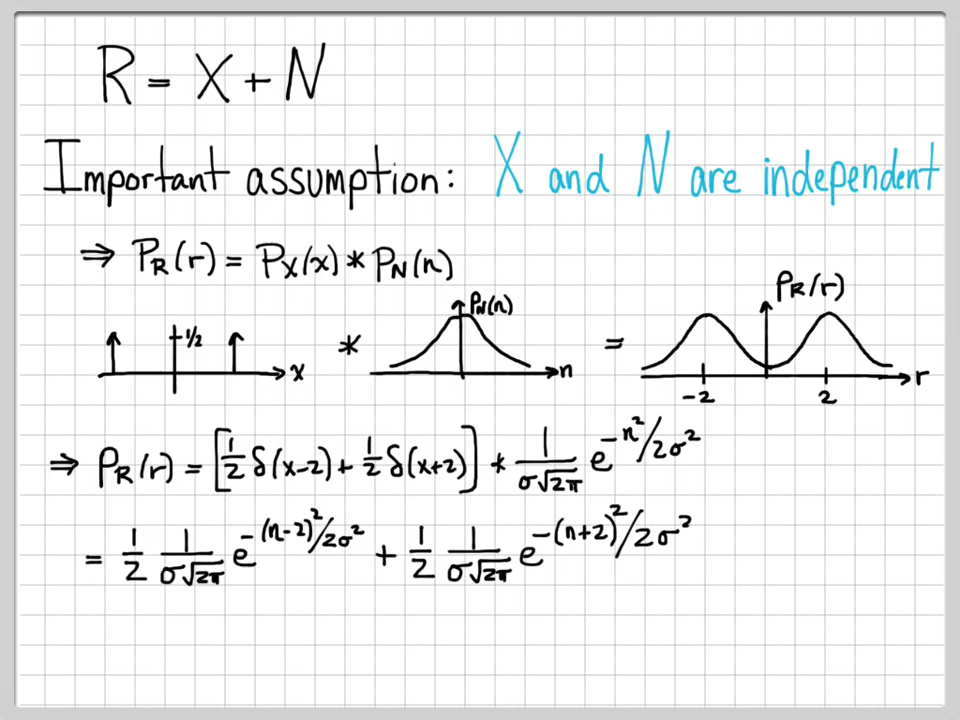 R = X + N
Important assumption: X and N are independent
⇒ P_R(r) = P_X(x) * P_N(n)
1/2 x * P_N(n) n = P_R(r) -2 2 r
⇒ P_R(r) = [1/2 δ(x-2) + 1/2 δ(x+2)] * 1/(σ√2π) e^{-n²/2σ²}
= 1/2 1/(σ√2π) e^{-(n-2)²/2σ²} + 1/2 1/(σ√2π) e^{-(n+2)²/2σ²}